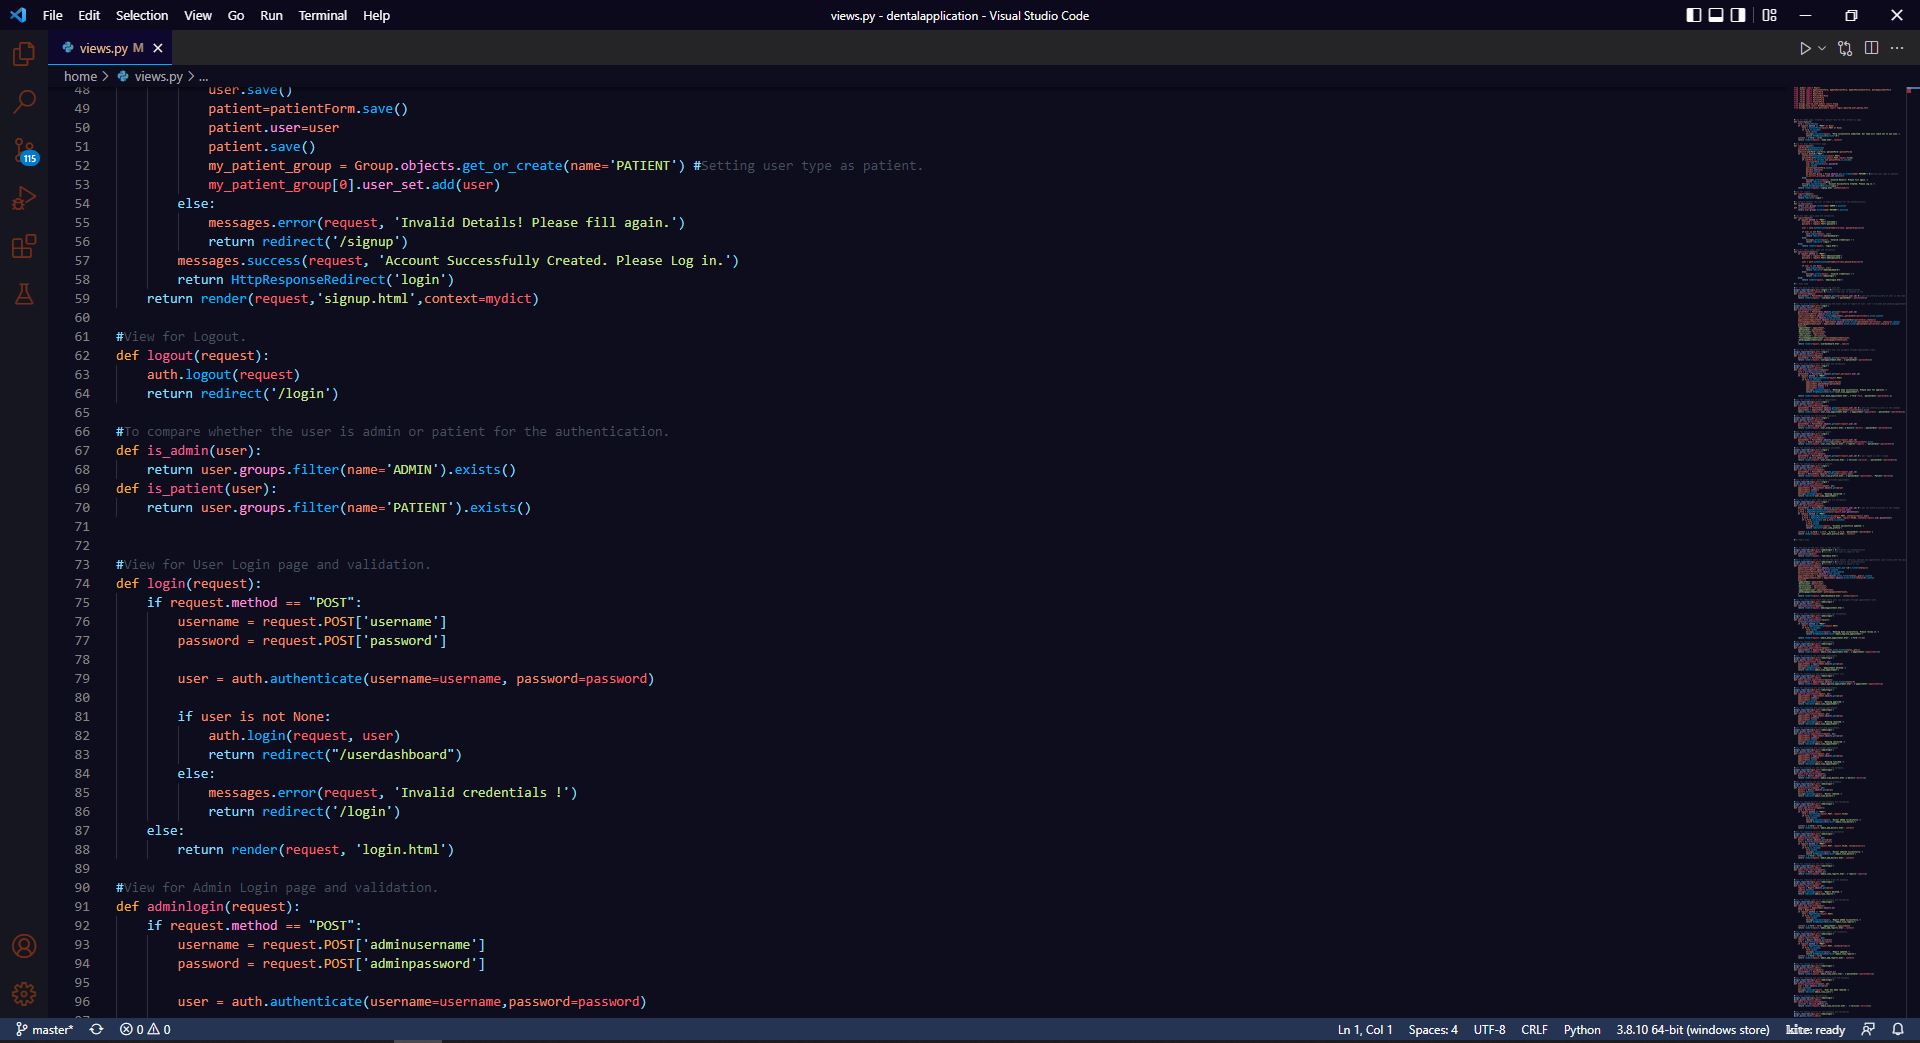 File Edit Selection View Go Run Terminal Help
views.py - dentalapplication - Visual Studio Code
views.py M
home > views.py > ...
115
48 user.save()
49 patient=patientForm.save()
50 patient.user=user
51 patient.save()
52 my_patient_group = Group.objects.get_or_create(name='PATIENT') #Setting user type as patient.
53 my_patient_group[0].user_set.add(user)
54 else:
55 messages.error(request, 'Invalid Details! Please fill again.')
56 return redirect('/signup')
57 messages.success(request, 'Account Successfully Created. Please Log in.')
58 return HttpResponseRedirect('login')
59 return render(request,'signup.html',context=mydict)
60
61 #View for Logout.
62 def logout(request):
63 auth.logout(request)
64 return redirect('/login')
65
66 #To compare whether the user is admin or patient for the authentication.
67 def is_admin(user):
68 return user.groups.filter(name='ADMIN').exists()
69 def is_patient(user):
70 return user.groups.filter(name='PATIENT').exists()
71
72
73 #View for User Login page and validation.
74 def login(request):
75 if request.method == "POST":
76 username = request.POST['username']
77 password = request.POST['password']
78
79 user = auth.authenticate(username=username, password=password)
80
81 if user is not None:
82 auth.login(request, user)
83 return redirect("/userdashboard")
84 else:
85 messages.error(request, 'Invalid credentials !')
86 return redirect('/login')
87 else:
88 return render(request, 'login.html')
89
90 #View for Admin Login page and validation.
91 def adminlogin(request):
92 if request.method == "POST":
93 username = request.POST['adminusername']
94 password = request.POST['adminpassword']
95
96 user = auth.authenticate(username=username,password=password)
master* 0 0
Ln 1, Col 1 Spaces: 4 UTF-8 CRLF Python 3.8.10 64-bit (windows store) kite: ready